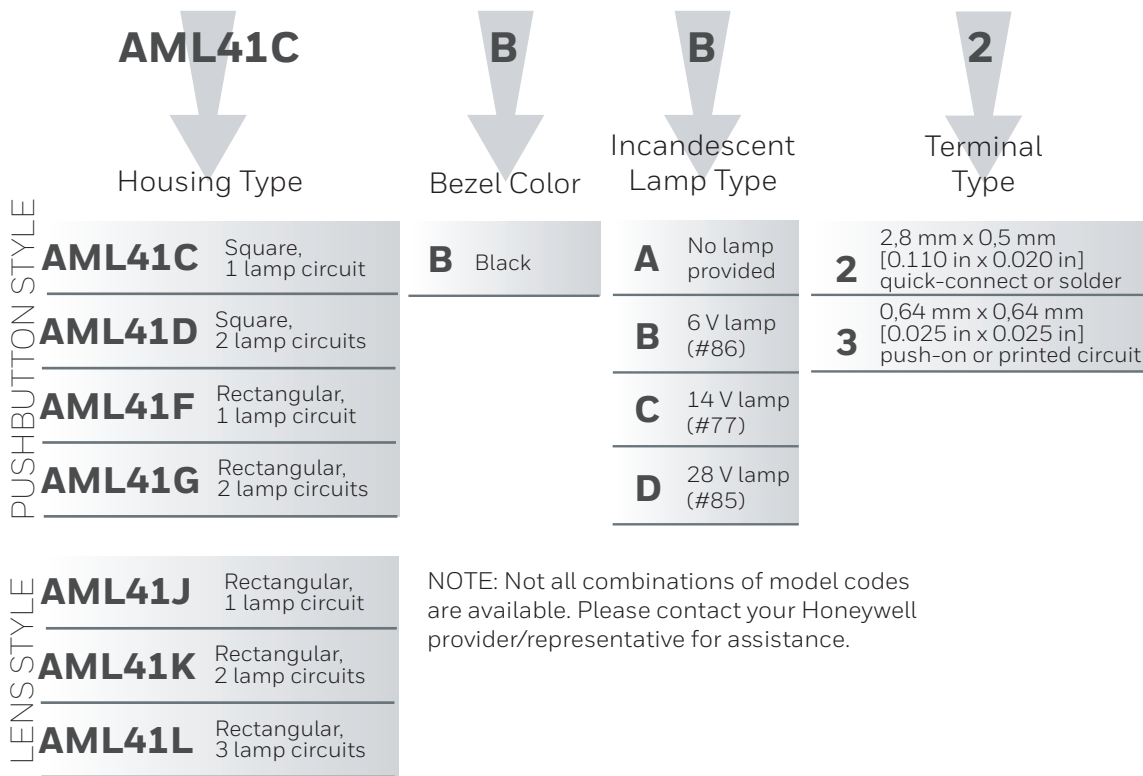 AML41C B B 2
Housing Type
Bezel Color
Incandescent
Lamp Type
Terminal
Type
PUSHBUTTON STYLE
AML41C Square,
1 lamp circuit
AML41D Square,
2 lamp circuits
AML41F Rectangular,
1 lamp circuit
AML41G Rectangular,
2 lamp circuits
B Black
A No lamp
provided
B 6 V lamp
(#86)
C 14 V lamp
(#77)
D 28 V lamp
(#85)
2 2,8 mm x 0,5 mm
[0.110 in x 0.020 in]
quick-connect or solder
3 0,64 mm x 0,64 mm
[0.025 in x 0.025 in]
push-on or printed circuit
LENS STYLE
AML41J Rectangular,
1 lamp circuit
AML41K Rectangular,
2 lamp circuits
AML41L Rectangular,
3 lamp circuits
NOTE: Not all combinations of model codes
are available. Please contact your Honeywell
provider/representative for assistance.